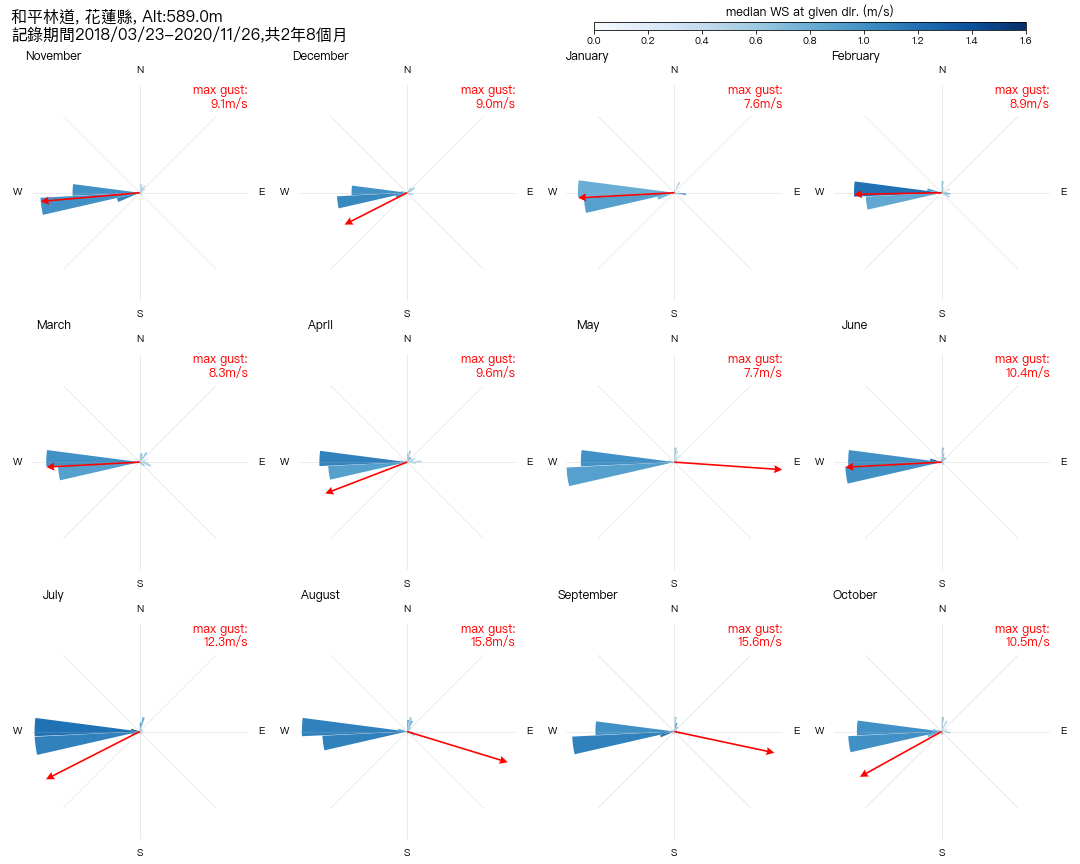 和平林道, 花蓮縣, Alt:589.0m
記錄期間2018/03/23-2020/11/26,共2年8個月
median WS at given dir. (m/s)
0.0 0.2 0.4 0.6 0.8 1.0 1.2 1.4 1.6
November
N
max gust:
9.1m/s
W
E
S
December
N
max gust:
9.0m/s
W
E
S
January
N
max gust:
7.6m/s
W
E
S
February
N
max gust:
8.9m/s
W
E
S
March
N
max gust:
8.3m/s
W
E
S
April
N
max gust:
9.6m/s
W
E
S
May
N
max gust:
7.7m/s
W
E
S
June
N
max gust:
10.4m/s
W
E
S
July
N
max gust:
12.3m/s
W
E
S
August
N
max gust:
15.8m/s
W
E
S
September
N
max gust:
15.6m/s
W
E
S
October
N
max gust:
10.5m/s
W
E
S